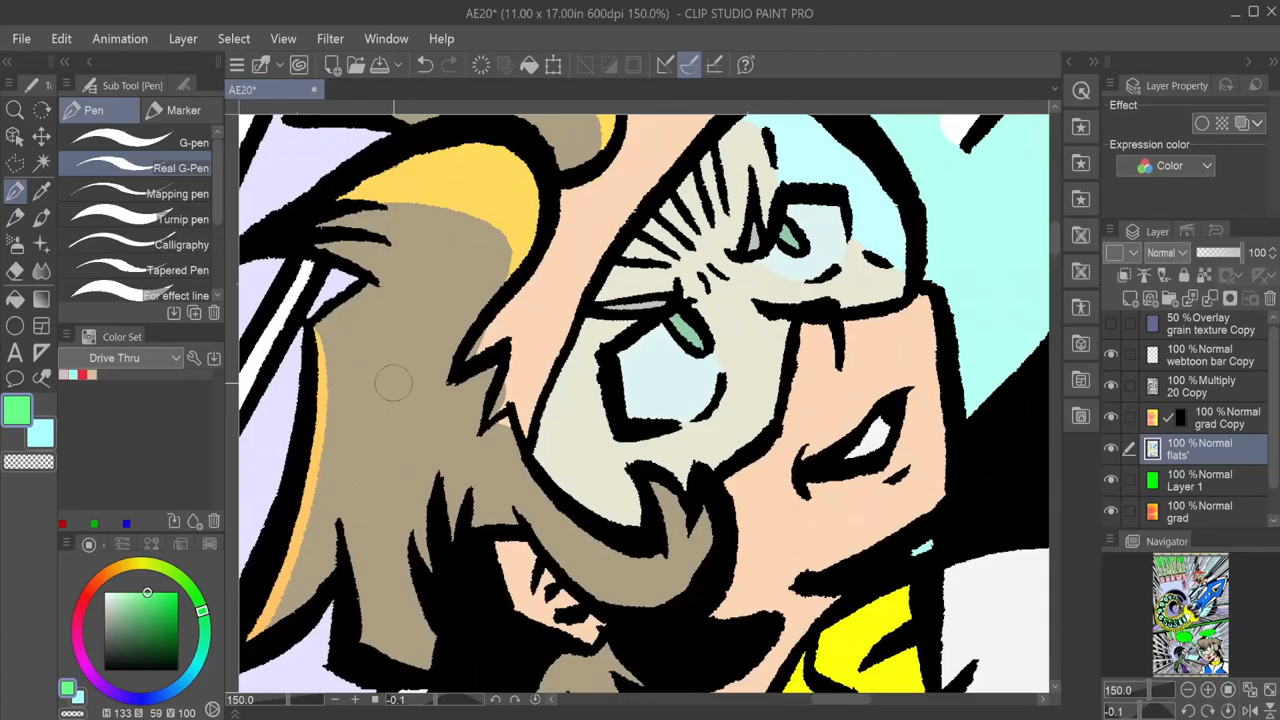 AE20* (11.00 x 17.00in 600dpi 150.0%) - CLIP STUDIO PAINT PRO
File Edit Animation Layer Select View Filter Window Help
Sub Tool [Pen]
AE20*
Layer Property
Pen Marker
Effect
G-pen
Expression color
Real G-Pen
Color
Mapping pen
Turnip pen
Layer
Calligraphy
Normal 100
Tapered Pen
For effect line
50 %Overlay
grain texture Copy
Color Set
Drive Thru
100 %Normal
webtoon bar Copy
100 %Multiply
20 Copy
100 %Normal
grad Copy
100 %Normal
flats'
100 %Normal
Layer 1
100 %Normal
grad
Navigator
150.0
-0.1
150.0
-0.1
H 133 S 59 V 100